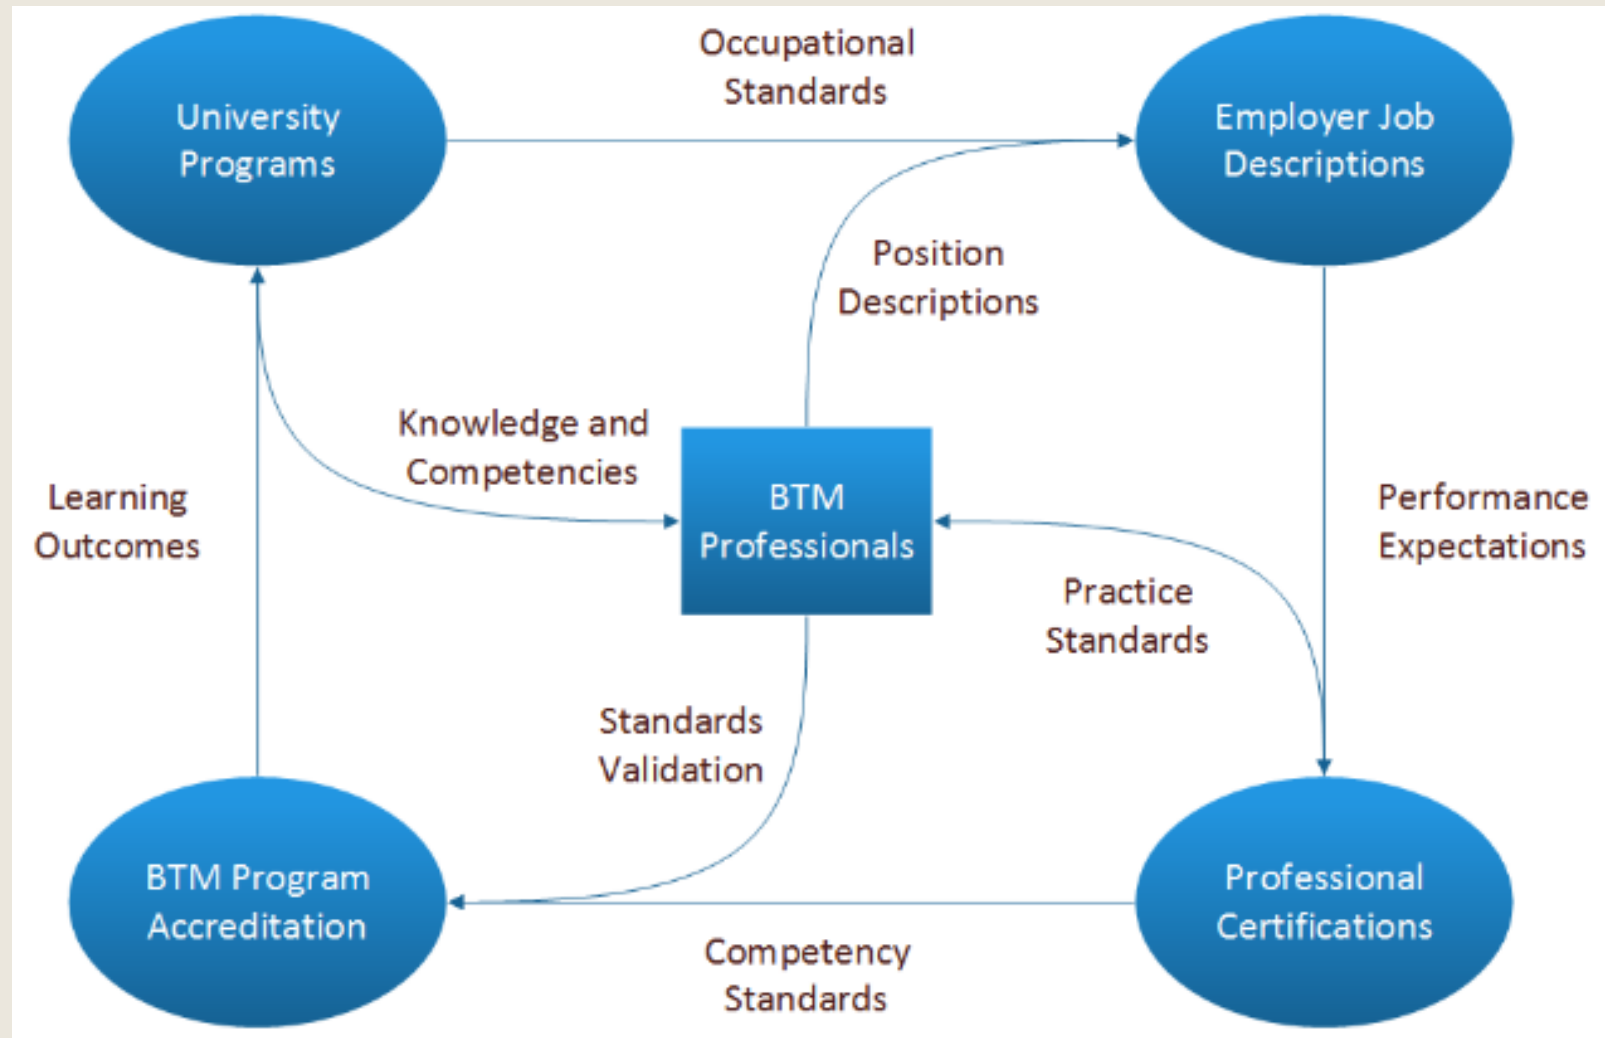 Occupational
Standards
University
Programs
Employer Job
Descriptions
Position
Descriptions
Knowledge and
Competencies
Learning
Outcomes
BTM
Professionals
Performance
Expectations
Practice
Standards
Standards
Validation
BTM Program
Accreditation
Professional
Certifications
Competency
Standards